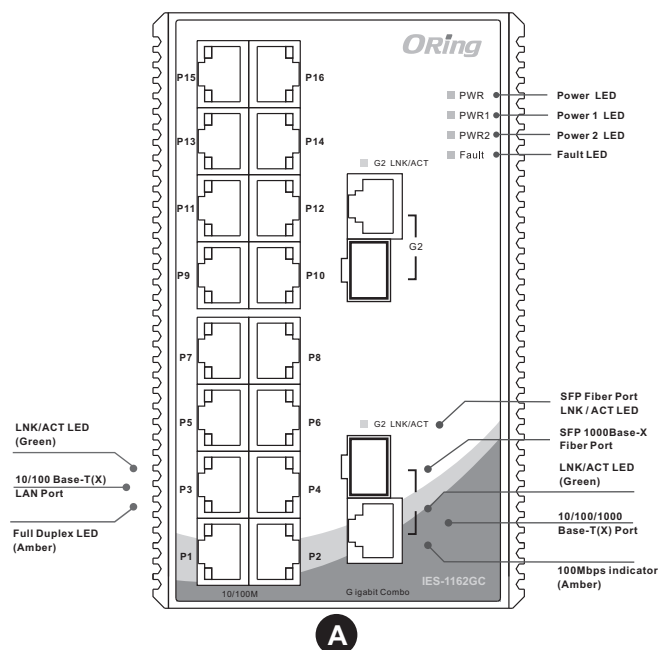 ORing
P15
P16
PWR
Power LED
PWR1
Power 1 LED
P13
P14
PWR2
Power 2 LED
Fault
Fault LED
G2 LNK/ACT
P11
P12
G2
P9
P10
P7
P8
P5
P6
G2 LNK/ACT
SFP Fiber Port
LNK / ACT LED
LNK/ACT LED
(Green)
SFP 1000Base-X
Fiber Port
10/100 Base-T(X)
LAN Port
P3
P4
LNK/ACT LED
(Green)
Full Duplex LED
(Amber)
10/100/1000
Base-T(X) Port
P1
P2
100Mbps indicator
(Amber)
IES-1162GC
10/100M
Gigabit Combo
A